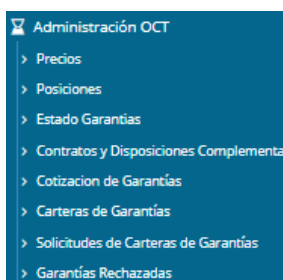 Administración OCT
Precios
Posiciones
Estado Garantias
Contratos y Disposiciones Complementa
Cotizacion de Garantías
Carteras de Garantías
Solicitudes de Carteras de Garantías
Garantías Rechazadas